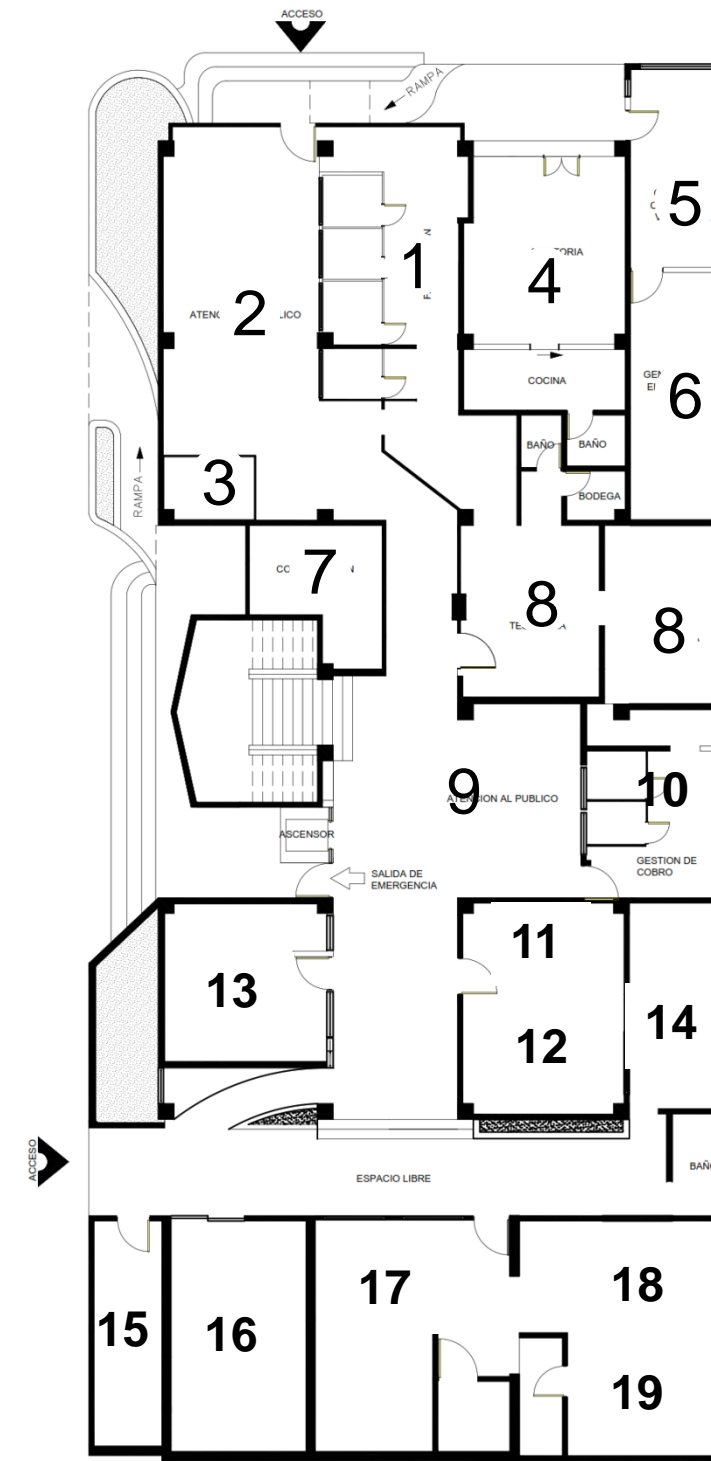 ACCESO
RAMPA
5
1
4
2
COCINA
6
BAÑO
BAÑO
3
RAMPA
BODEGA
7
8
8
9
ATENCION AL PUBLICO
10
ASCENSOR
GESTION DE
COBRO
SALIDA DE
EMERGENCIA
11
13
12
14
ACCESO
ESPACIO LIBRE
15
16
17
18
19